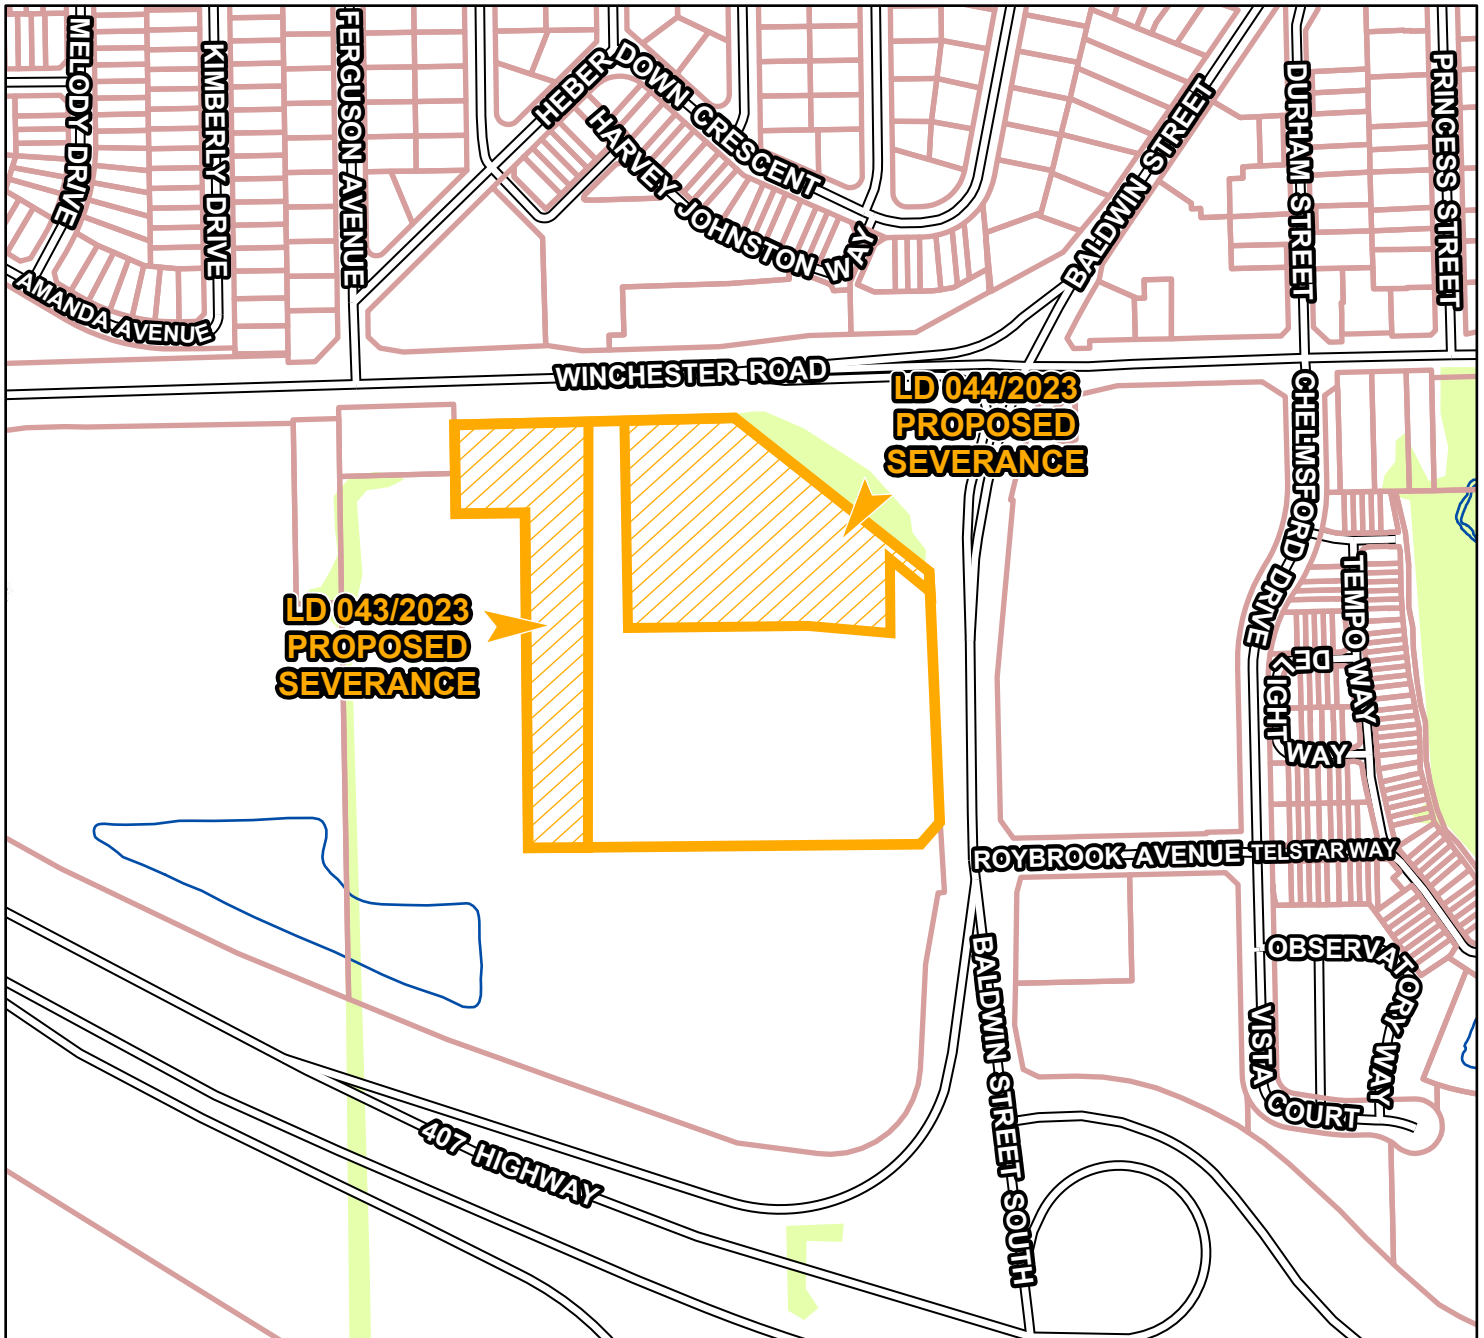 MELODY DRIVE
KIMBERLY DRIVE
FERGUSON AVENUE
HEBER
DOWN CRESCENT
HARVEY JOHNSTON WAY
BALDWIN STREET
DURHAM STREET
PRINCESS STREET
AMANDA AVENUE
WINCHESTER ROAD
LD 044/2023
PROPOSED
SEVERANCE
CHELMSFORD DRIVE
LD 043/2023
PROPOSED
SEVERANCE
TEMPO WAY
DELIGHT WAY
ROYBROOK AVENUE
TELSTAR WAY
OBSERVATORY WAY
BALDWIN STREET SOUTH
VISTA COURT
407 HIGHWAY